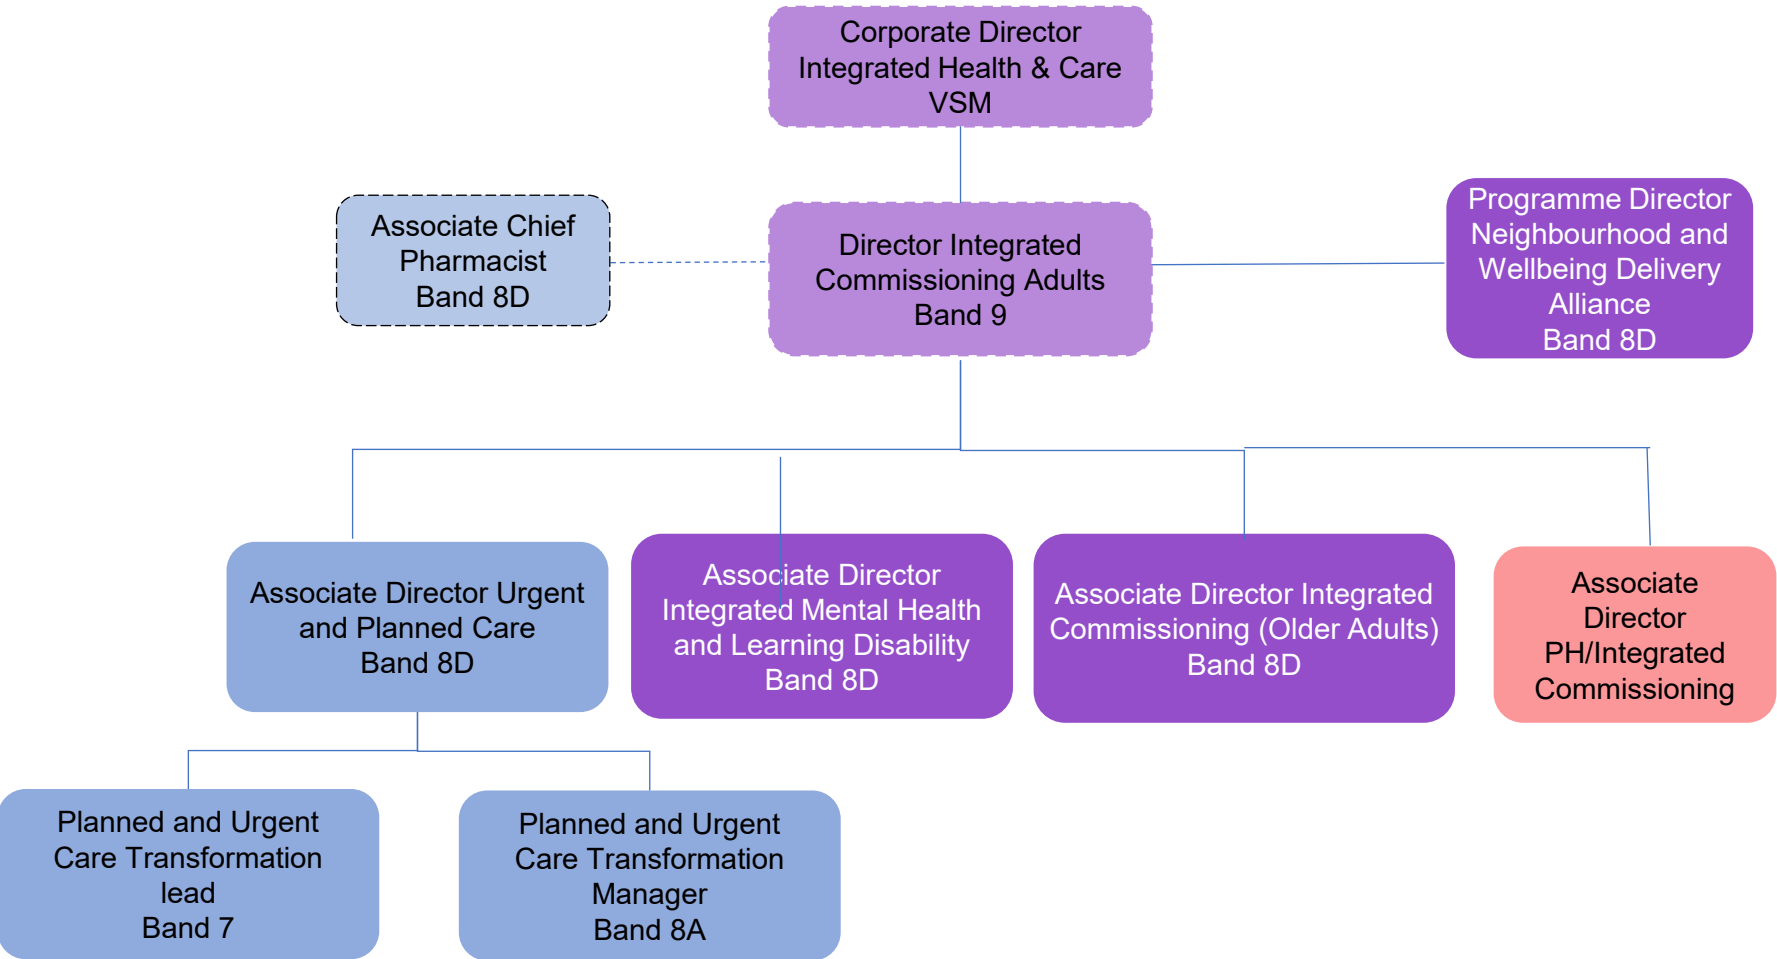 Corporate Director
Integrated Health & Care
VSM
Associate Chief
Pharmacist
Band 8D
Director Integrated
Commissioning Adults
Band 9
Programme Director
Neighbourhood and
Wellbeing Delivery
Alliance
Band 8D
Associate Director Urgent
and Planned Care
Band 8D
Associate Director
Integrated Mental Health
and Learning Disability
Band 8D
Associate Director Integrated
Commissioning (Older Adults)
Band 8D
Associate
Director
PH/Integrated
Commissioning
Planned and Urgent
Care Transformation
lead
Band 7
Planned and Urgent
Care Transformation
Manager
Band 8A